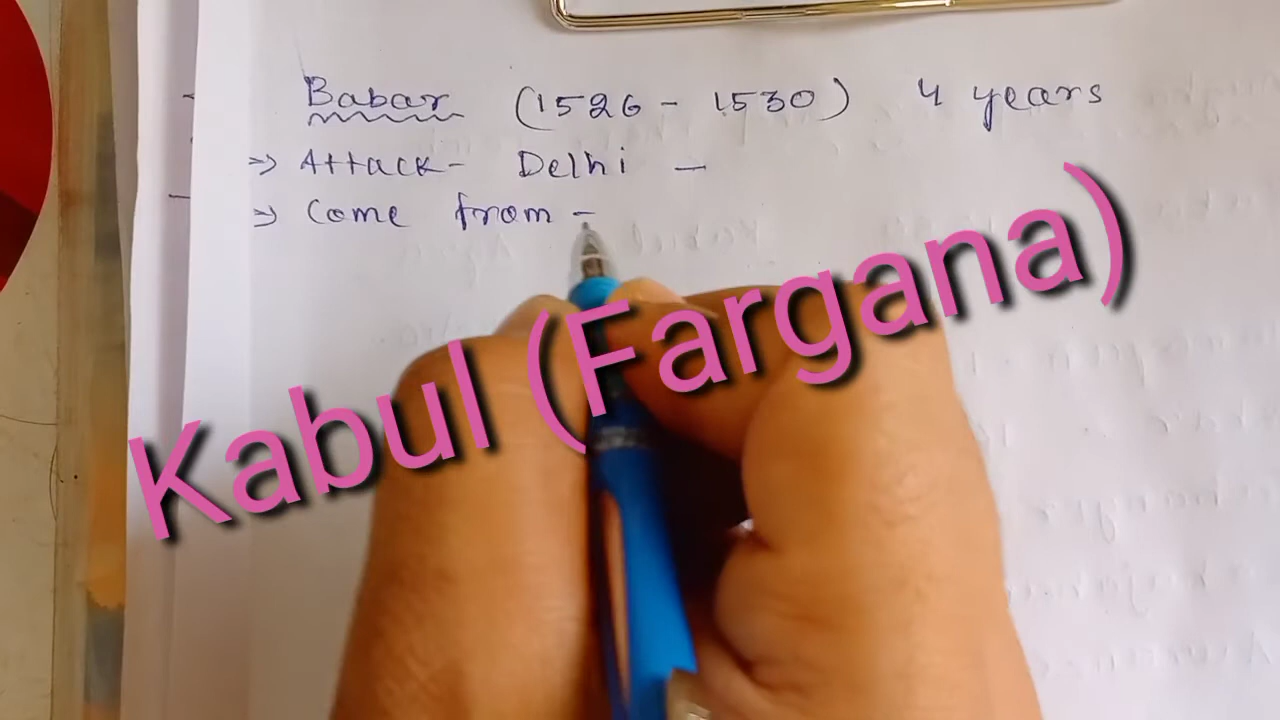 Babar (1526 - 1530) 4 years
=> Attack - Delhi -
=> Come from -
Kabul (Fargana)